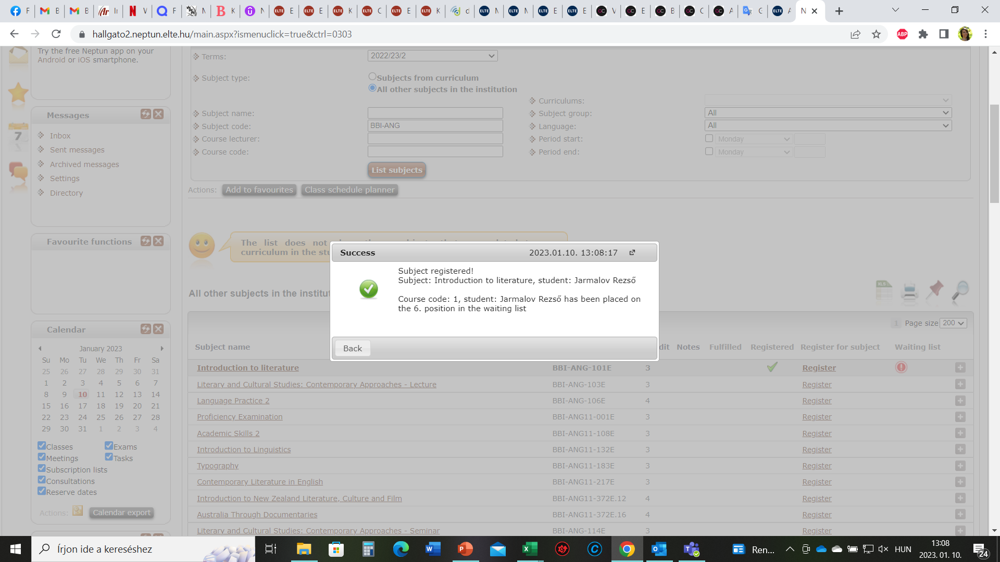 hallgato2.neptun.elte.hu/main.aspx?ismenuclick=true&ctrl=0303
Try the free Neptun app on your
Android or iOS smartphone.
Messages
Inbox
Sent messages
Archived messages
Settings
Directory
Favourite functions
Calendar
January 2023
Su Mo Tu We Th Fr Sa
25 26 27 28 29 30 31
1 2 3 4 5 6 7
8 9 10 11 12 13 14
15 16 17 18 19 20 21
22 23 24 25 26 27 28
29 30 31 1 2 3 4
Classes Exams
Meetings Tasks
Subscription lists
Consultations
Reserve dates
Actions: Calendar export
Terms: 2022/23/2
Subject type: Subjects from curriculum
All other subjects in the institution
Curriculums:
Subject name: Subject group: All
Subject code: BBI-ANG Language: All
Course lecturer: Period start: Monday
Course code: Period end: Monday
List subjects
Actions: Add to favourites Class schedule planner
The list does not
curriculum in the stu
Success 2023.01.10. 13:08:17
Subject registered!
Subject: Introduction to literature, student: Jarmalov Rezső
Course code: 1, student: Jarmalov Rezső has been placed on
the 6. position in the waiting list
Back
All other subjects in the institut
1 Page size 200
Subject name dit Notes Fulfilled Registered Register for subject Waiting list
Introduction to literature BBI-ANG-101E 3 Register
Literary and Cultural Studies: Contemporary Approaches - Lecture BBI-ANG-103E 3 Register
Language Practice 2 BBI-ANG-106E 4 Register
Proficiency Examination BBI-ANG11-001E 3 Register
Academic Skills 2 BBI-ANG11-108E 3 Register
Introduction to Linguistics BBI-ANG11-132E 3 Register
Typography BBI-ANG11-183E 3 Register
Contemporary Literature in English BBI-ANG11-217E 3 Register
Introduction to New Zealand Literature, Culture and Film BBI-ANG11-372E.12 4 Register
Australia Through Documentaries BBI-ANG11-372E.16 4 Register
Literary and Cultural Studies: Contemporary Approaches - Seminar BBI-ANG-114E 3 Register
Írjon ide a kereséshez
Ren... HUN
13:08
2023. 01. 10.
24